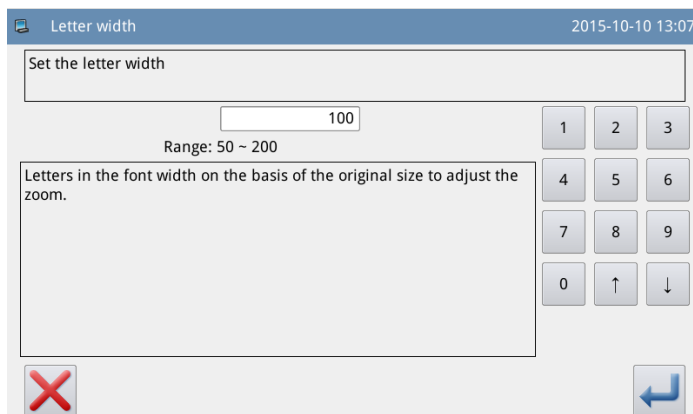 Letter width 2015-10-10 13:07
Set the letter width
100
Range: 50 ~ 200
Letters in the font width on the basis of the original size to adjust the
zoom.
1 2 3
4 5 6
7 8 9
0 ↑ ↓